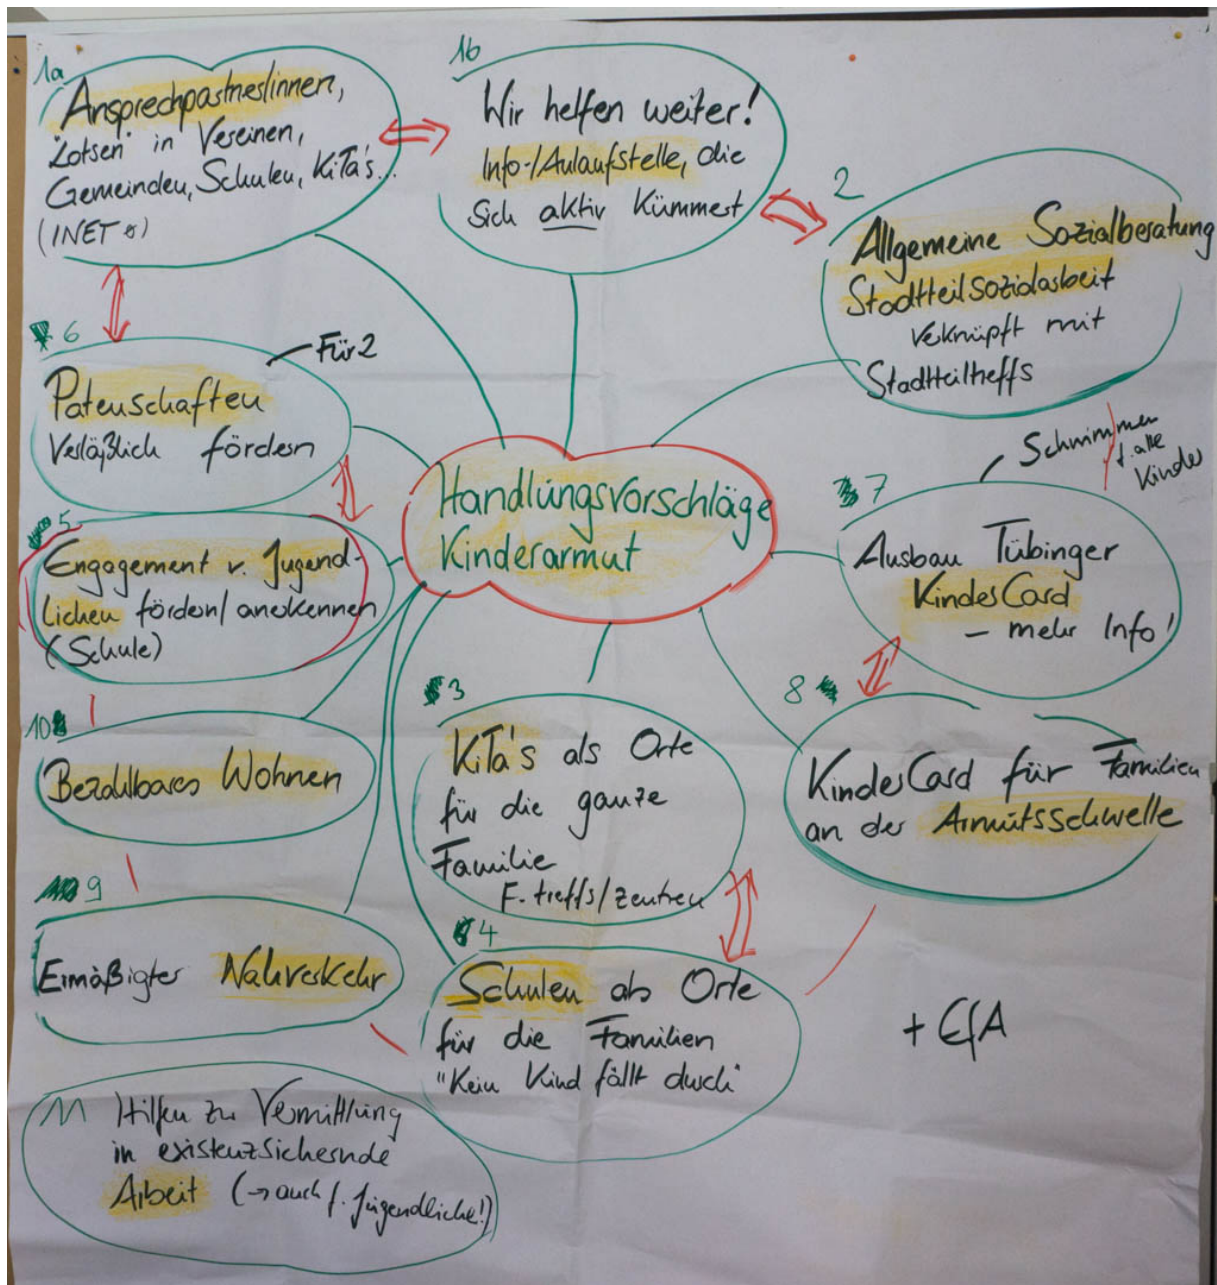 1a
Ansprechpartner/innen,
"Lotsen" in Vereinen,
Gemeinden, Schulen, KiTa's...
(INET
1b
Wir helfen weiter!
Info-/Anlaufstelle, die
sich aktiv kümmert
2
Allgemeine Sozialberatung
Stadtteilsozialarbeit
verknüpft mit
Stadtteiltreffs
6
Für 2
Patenschaften
Verläßlich fördern
5
Engagement v. Jugend-
lichen fördern/anerkennen
(Schule)
Handlungsvorschläge
Kinderarmut
Schwimmen
f. alle
Kinder
7
Ausbau Tübinger
KinderCard
– mehr Info!
8
KinderCard für Familien
an der Armutsschwelle
3
KiTa's als Orte
für die ganze
Familie
F.-treffs/zentren
4
Schulen als Orte
für die Familien
"Kein Kind fällt durch"
10
Bezahlbares Wohnen
9
Ermäßigter Nahverkehr
11 Hilfen zu Vermittlung
in existenzsichernde
Arbeit (→ auch f. Jugendliche!)
+ EfA